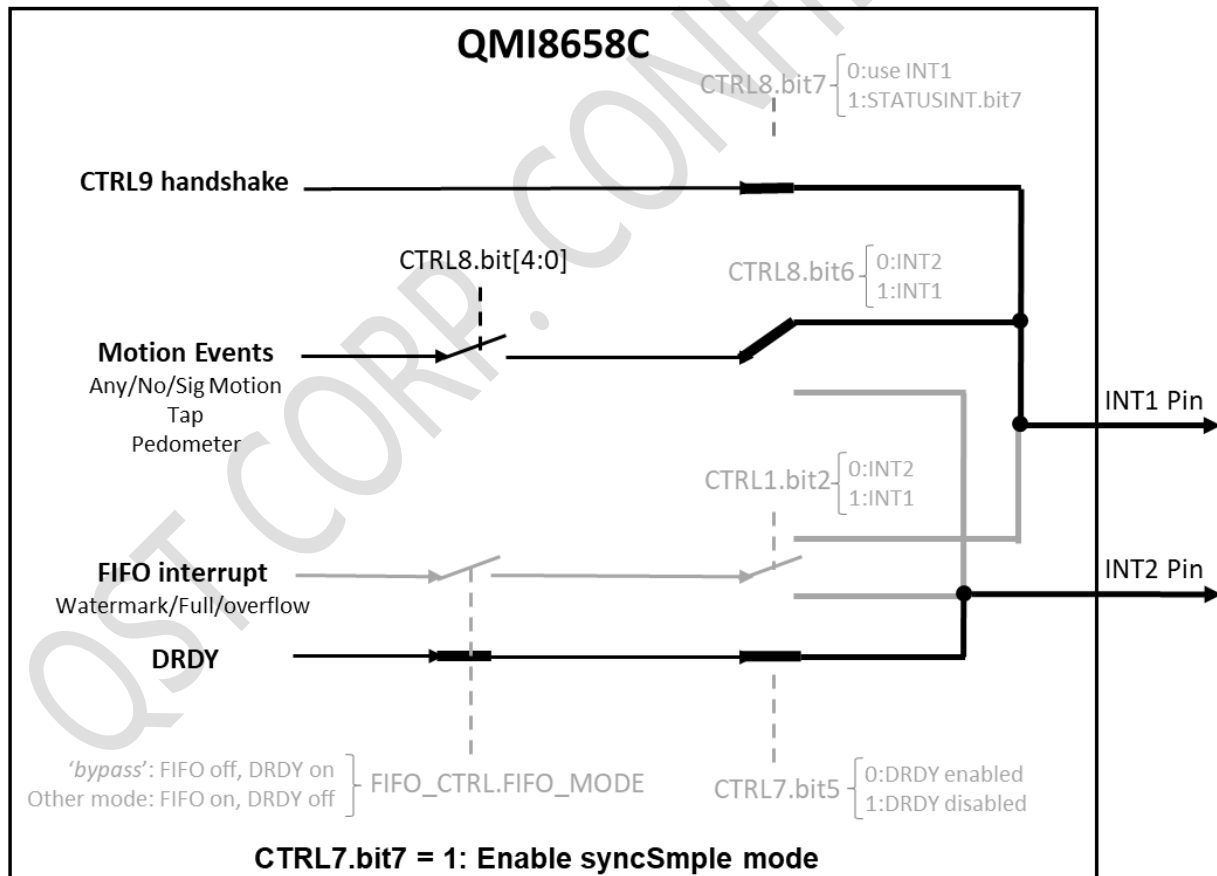 QMI8658C
CTRL8.bit7
0:use INT1
1:STATUSINT.bit7
CTRL9 handshake
CTRL8.bit[4:0]
CTRL8.bit6
0:INT2
1:INT1
Motion Events
Any/No/Sig Motion
Tap
Pedometer
INT1 Pin
CTRL1.bit2
0:INT2
1:INT1
FIFO interrupt
Watermark/Full/overflow
INT2 Pin
DRDY
‘bypass’: FIFO off, DRDY on
Other mode: FIFO on, DRDY off
FIFO_CTRL.FIFO_MODE
CTRL7.bit5
0:DRDY enabled
1:DRDY disabled
CTRL7.bit7 = 1: Enable syncSmple mode
QST CORP.